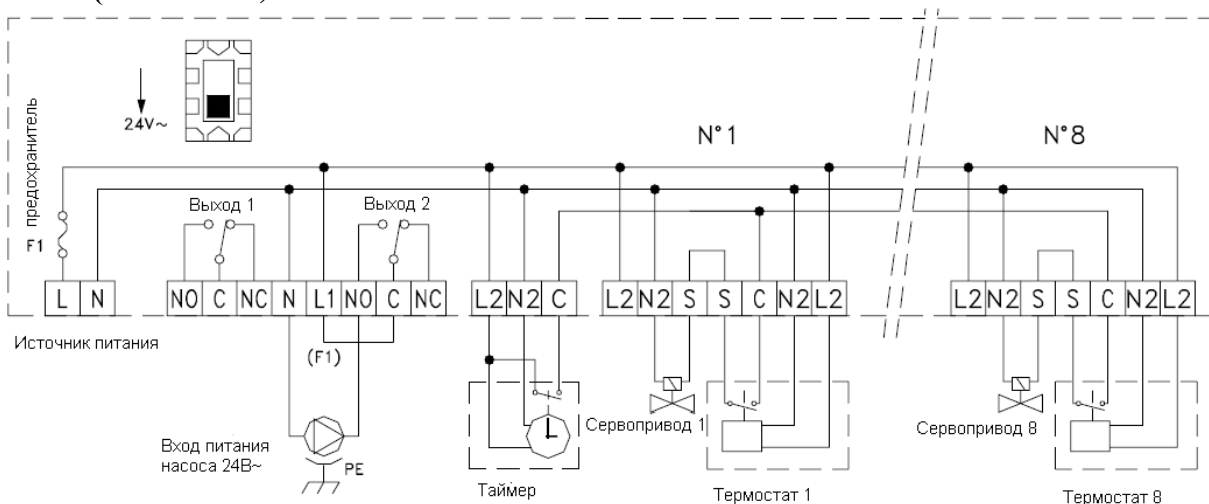 24V~
предохранитель
F1
N°1
N°8
Выход 1
Выход 2
L N
NO C NC N L1 NO C NC
L2 N2 C
L2 N2 S S C N2 L2
L2 N2 S S C N2 L2
Источник питания
(F1)
Вход питания
насоса 24В~
PE
Таймер
Сервопривод 1
Термостат 1
Сервопривод 8
Термостат 8